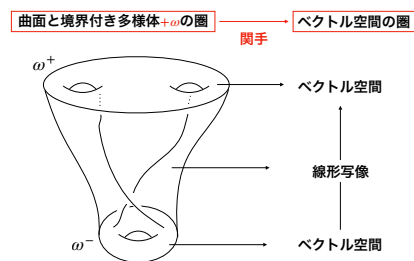 曲面と境界付き多様体+ωの圏
ベクトル空間の圏
関手
ω⁺
ベクトル空間
線形写像
ω⁻
ベクトル空間